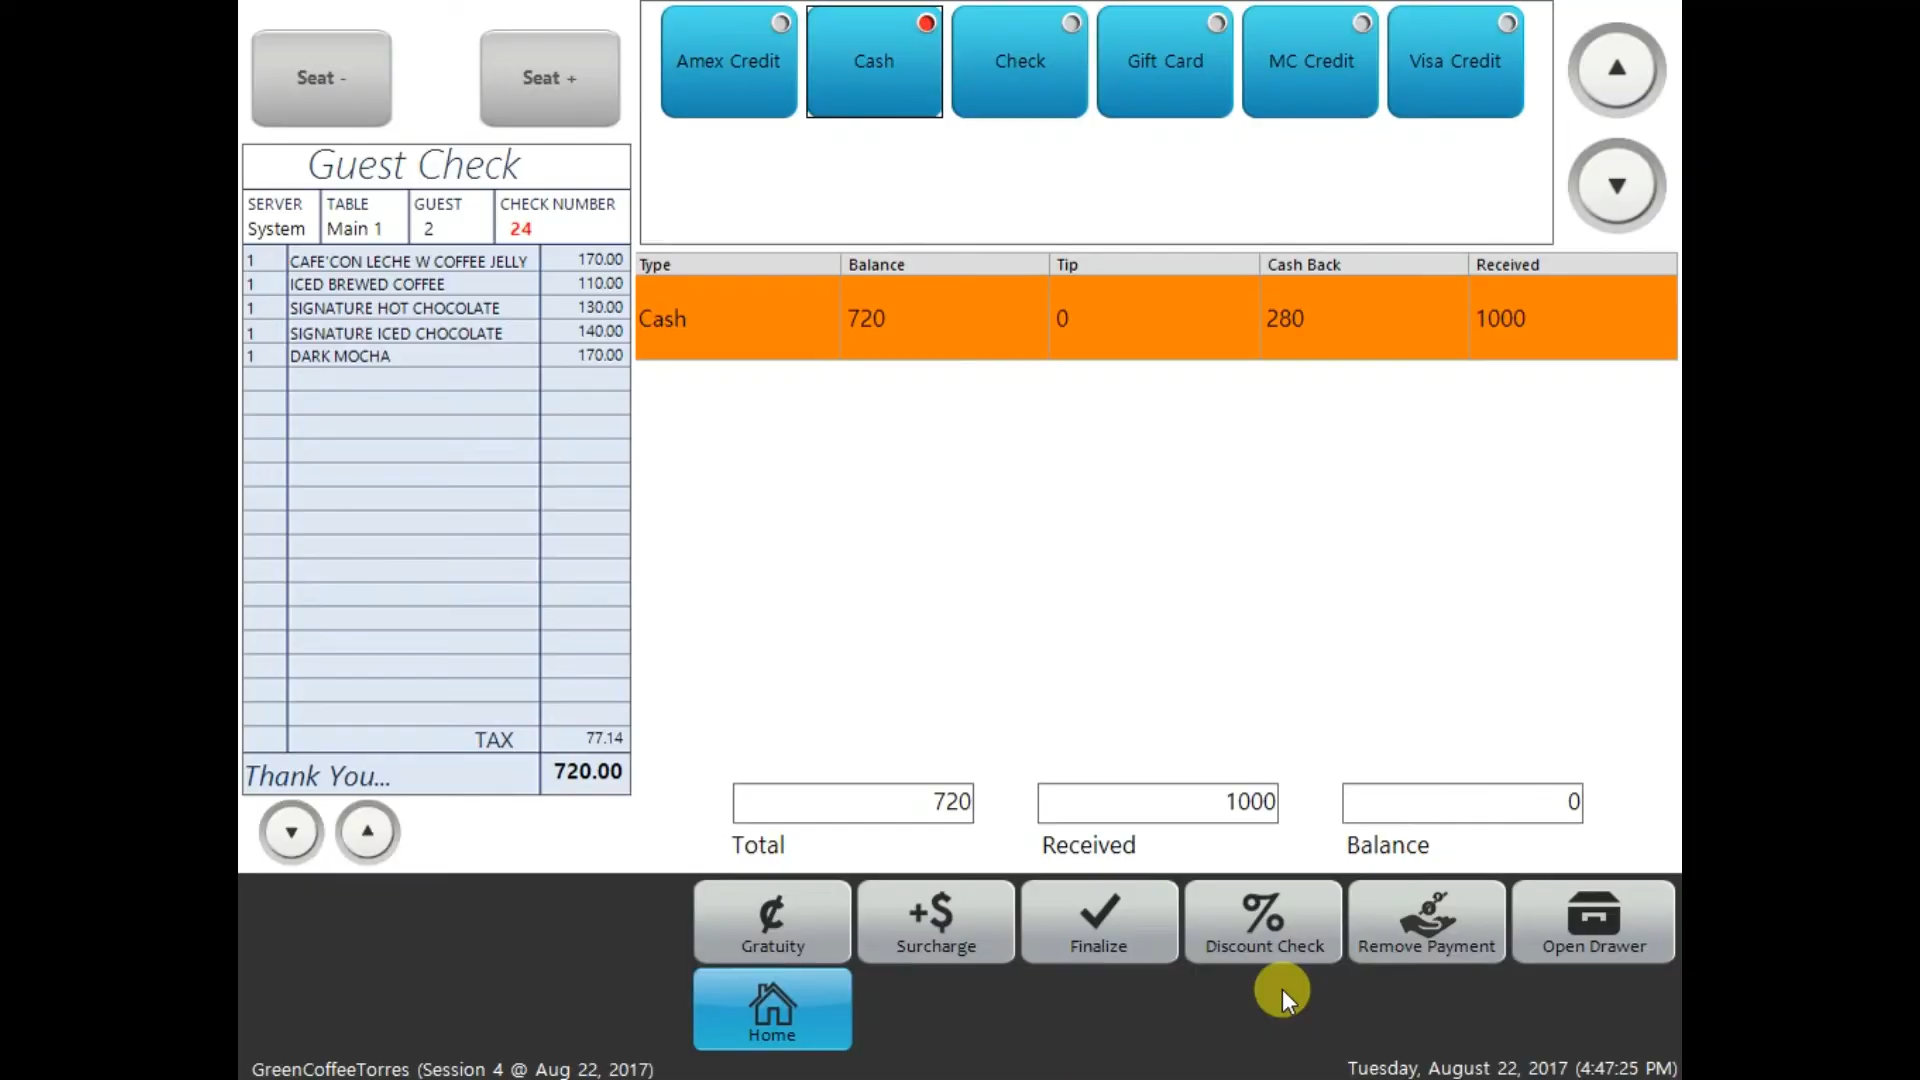 Seat -
Seat +
Amex Credit
Cash
Check
Gift Card
MC Credit
Visa Credit
Guest Check
SERVER TABLE GUEST CHECK NUMBER
System Main 1 2 24
1 CAFE'CON LECHE W COFFEE JELLY 170.00
1 ICED BREWED COFFEE 110.00
1 SIGNATURE HOT CHOCOLATE 130.00
1 SIGNATURE ICED CHOCOLATE 140.00
1 DARK MOCHA 170.00
TAX 77.14
Thank You... 720.00
Type Balance Tip Cash Back Received
Cash 720 0 280 1000
720 1000 0
Total Received Balance
Gratuity
Surcharge
Finalize
Discount Check
Remove Payment
Open Drawer
Home
GreenCoffeeTorres (Session 4 @ Aug 22, 2017)
Tuesday, August 22, 2017 (4:47:25 PM)